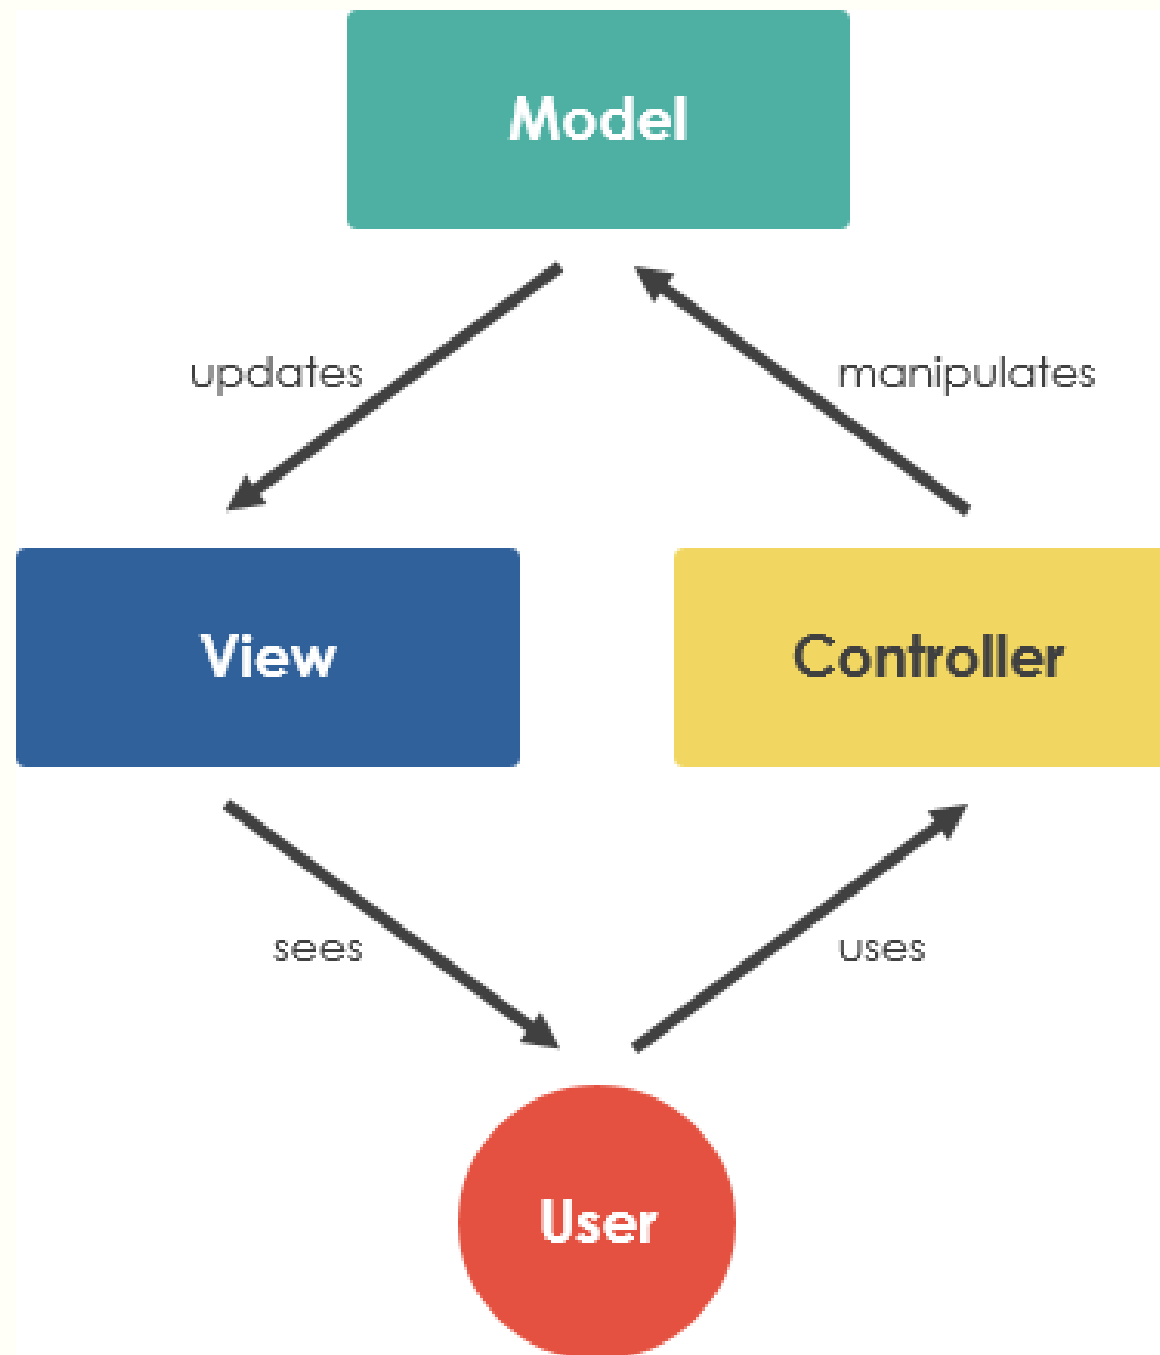 Model
updates
manipulates
View
Controller
sees
uses
User